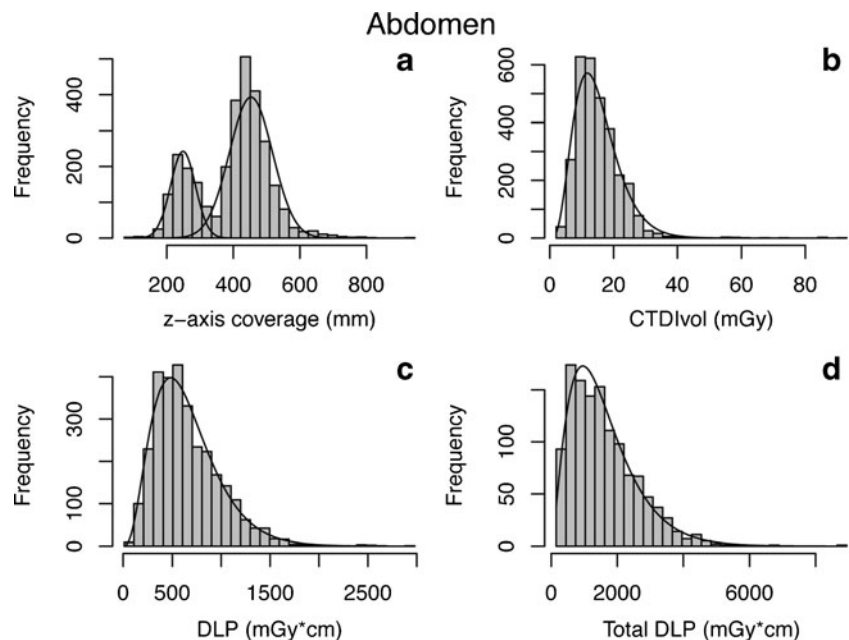 Abdomen
a
Frequency
0
200
400
200 400 600 800
z−axis coverage (mm)
b
Frequency
0
200
400
600
0 20 40 60 80
CTDIvol (mGy)
c
Frequency
0
100
300
0 500 1500 2500
DLP (mGy*cm)
d
Frequency
0
50
100
0 2000 6000
Total DLP (mGy*cm)